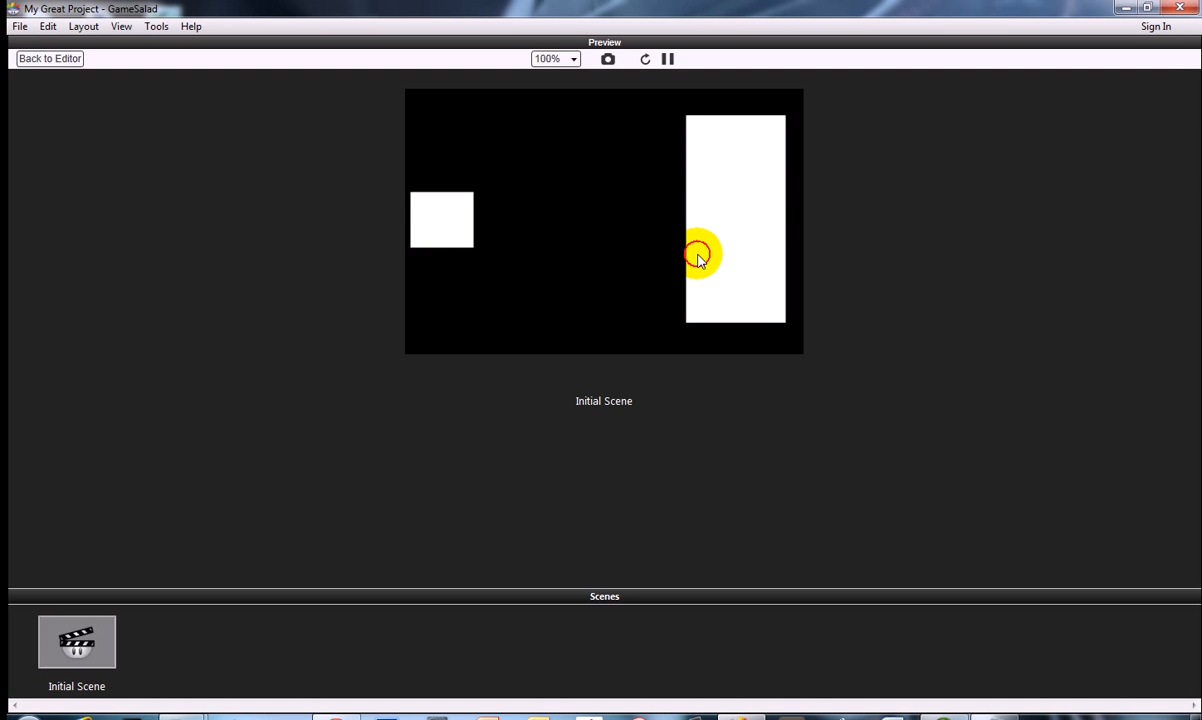 My Great Project - GameSalad
File Edit Layout View Tools Help Sign In
Preview
Back to Editor 100%
Initial Scene
Scenes
Initial Scene